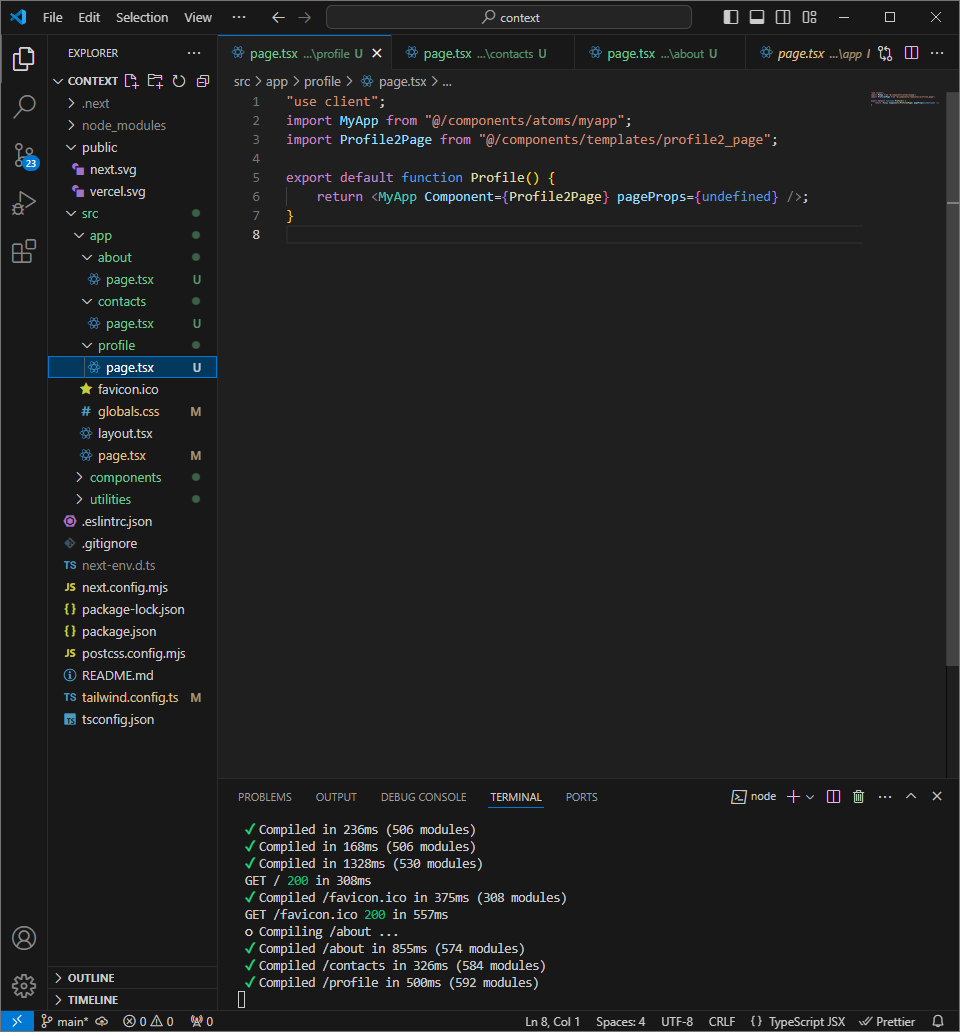 File Edit Selection View ... context
EXPLORER ...
CONTEXT
.next
node_modules
public
next.svg
vercel.svg
src
app
about
page.tsx U
contacts
page.tsx U
profile
page.tsx U
favicon.ico
# globals.css M
layout.tsx
page.tsx M
components
utilities
.eslintrc.json
.gitignore
TS next-env.d.ts
JS next.config.mjs
{} package-lock.json
{} package.json
JS postcss.config.mjs
README.md
TS tailwind.config.ts M
TS tsconfig.json
OUTLINE
TIMELINE
23
page.tsx ...\profile U page.tsx ...\contacts U page.tsx ...\about U page.tsx ...\app
src > app > profile > page.tsx > ...
1 "use client";
2 import MyApp from "@/components/atoms/myapp";
3 import Profile2Page from "@/components/templates/profile2_page";
4
5 export default function Profile() {
6 return <MyApp Component={Profile2Page} pageProps={undefined} />;
7 }
8
PROBLEMS OUTPUT DEBUG CONSOLE TERMINAL PORTS node
✓ Compiled in 236ms (506 modules)
✓ Compiled in 168ms (506 modules)
✓ Compiled in 1328ms (530 modules)
GET / 200 in 308ms
✓ Compiled /favicon.ico in 375ms (308 modules)
GET /favicon.ico 200 in 557ms
○ Compiling /about ...
✓ Compiled /about in 855ms (574 modules)
✓ Compiled /contacts in 326ms (584 modules)
✓ Compiled /profile in 500ms (592 modules)
main* 0 0 0 Ln 8, Col 1 Spaces: 4 UTF-8 CRLF {} TypeScript JSX Prettier